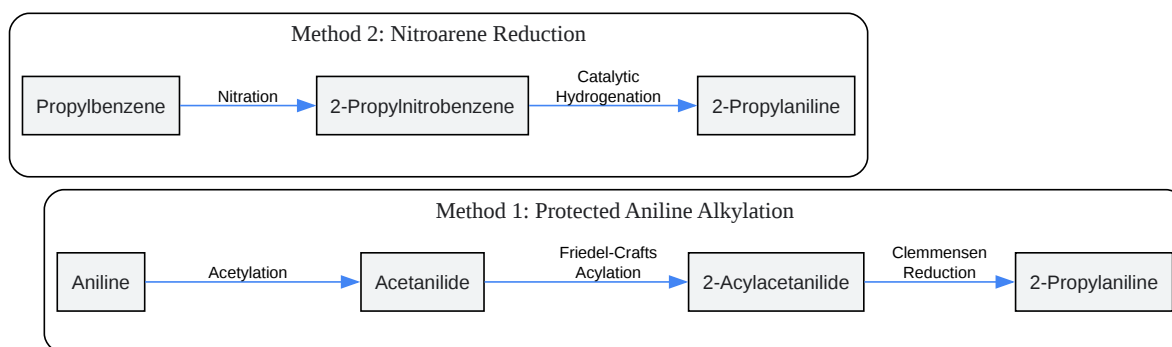 Method 2: Nitroarene Reduction
Propylbenzene
Nitration
2-Propylnitrobenzene
Catalytic
Hydrogenation
2-Propylaniline
Method 1: Protected Aniline Alkylation
Aniline
Acetylation
Acetanilide
Friedel-Crafts
Acylation
2-Acylacetanilide
Clemmensen
Reduction
2-Propylaniline